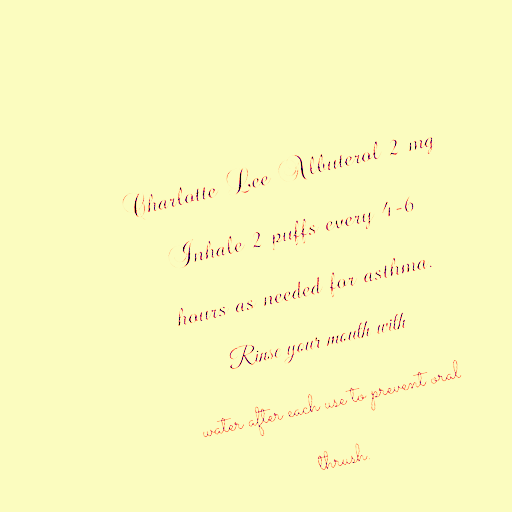 Charlotte Lee Albuterol 2 mg
Inhale 2 puffs every 4-6
hours as needed for asthma.
Rinse your mouth with
water after each use to prevent oral
thrush.